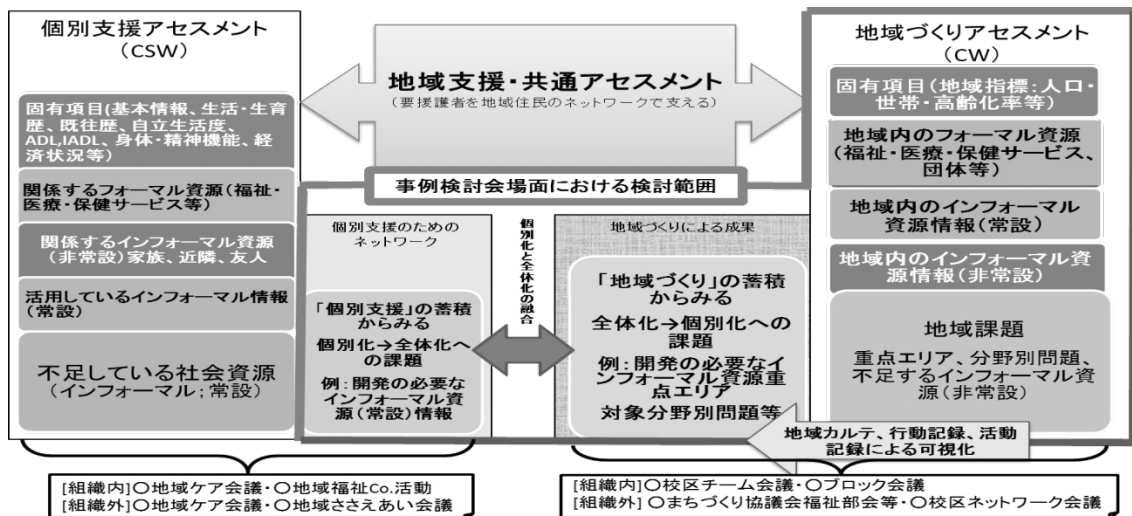 個別支援アセスメント
(CSW)
固有項目(基本情報、生活・生育
歴、既往歴、自立生活度、
ADL,IADL、身体・精神機能、経
済状況等)
関係するフォーマル資源(福祉・
医療・保健サービス等)
関係するインフォーマル資源
(非常設)家族、近隣、友人
活用しているインフォーマル情報
(常設)
不足している社会資源
(インフォーマル;常設)
地域支援・共通アセスメント
(要援護者を地域住民のネットワークで支える)
事例検討会場面における検討範囲
個別支援のための
ネットワーク
「個別支援」の蓄積
からみる
個別化→全体化へ
の課題
例：開発の必要な
インフォーマル資
源(常設)情報
個別化と全体化の融合
地域づくりによる成果
「地域づくり」の蓄積
からみる
全体化→個別化への
課題
例：開発の必要なイ
ンフォーマル資源重
点エリア
対象分野別問題等
地域づくりアセスメント
(CW)
固有項目(地域指標：人口・
世帯・高齢化率等)
地域内のフォーマル資源
(福祉・医療・保健サービス、
団体等)
地域内のインフォーマル
資源情報(常設)
地域内のインフォーマル資
源情報(非常設)
地域課題
重点エリア、分野別問題、
不足するインフォーマル資
源(非常設)
地域カルテ、行動記録、活動
記録による可視化
[組織内]○地域ケア会議・○地域福祉Co.活動
[組織外]○地域ケア会議・○地域ささえあい会議
[組織内]○校区チーム会議・○ブロック会議
[組織外]○まちづくり協議会福祉部会等・○校区ネットワーク会議